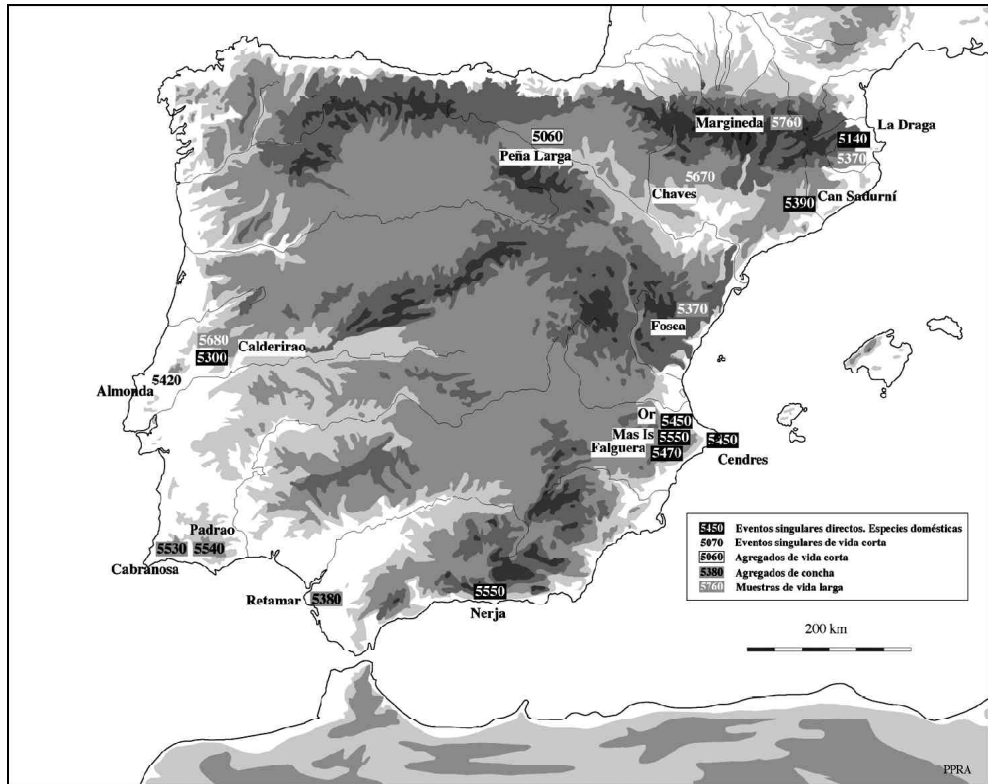 Margineda 5760
La Draga
5140
5370
5060
Peña Larga
5670
Chaves
Can Sadurní
5390
5370
Fosca
5680
Calderirao
5300
5420
Almonda
Or
5450
Mas Is
5550
5450
Falguera
5470
Cendres
Padrao
5530
5540
Cabranosa
Retamar
5380
5550
Nerja
5450 Eventos singulares directos. Especies domésticas
5070 Eventos singulares de vida corta
5060 Agregados de vida corta
5380 Agregados de concha
5760 Muestras de vida larga
200 km
PPRA